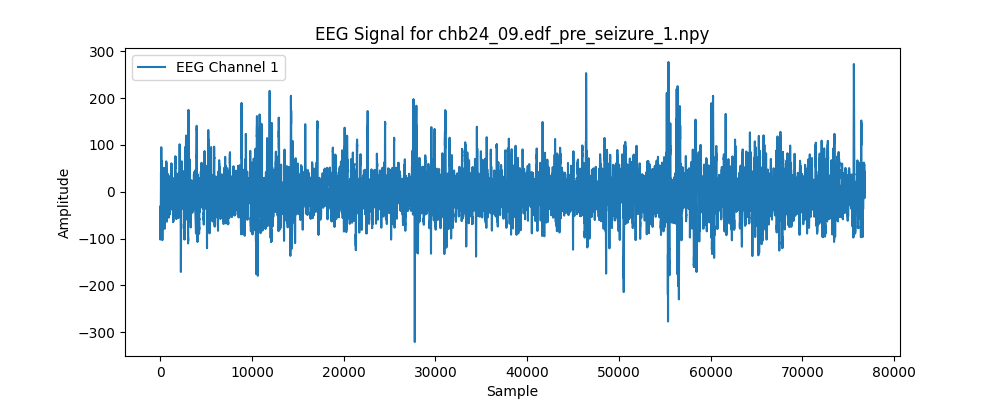 EEG Signal for chb24_09.edf_pre_seizure_1.npy
EEG Channel 1
Amplitude
300
200
100
0
−100
−200
−300
0 10000 20000 30000 40000 50000 60000 70000 80000
Sample